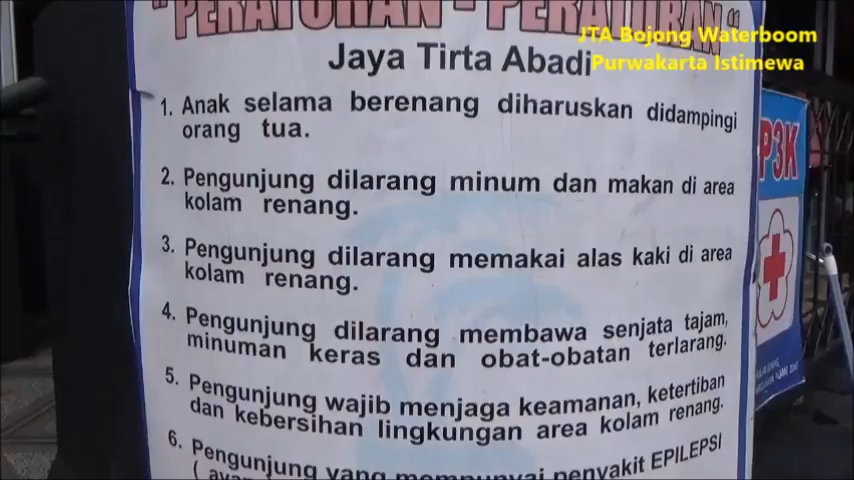 "PERATURAN - PERATURAN"
JTA Bojong Waterboom
Purwakarta Istimewa
Jaya Tirta Abadi
1. Anak selama berenang diharuskan didampingi
orang tua.
2. Pengunjung dilarang minum dan makan di area
kolam renang.
3. Pengunjung dilarang memakai alas kaki di area
kolam renang.
4. Pengunjung dilarang membawa senjata tajam,
minuman keras dan obat-obatan terlarang.
5. Pengunjung wajib menjaga keamanan, ketertiban
dan kebersihan lingkungan area kolam renang.
6. Pengunjung yang mempunyai penyakit EPILEPSI
P3K